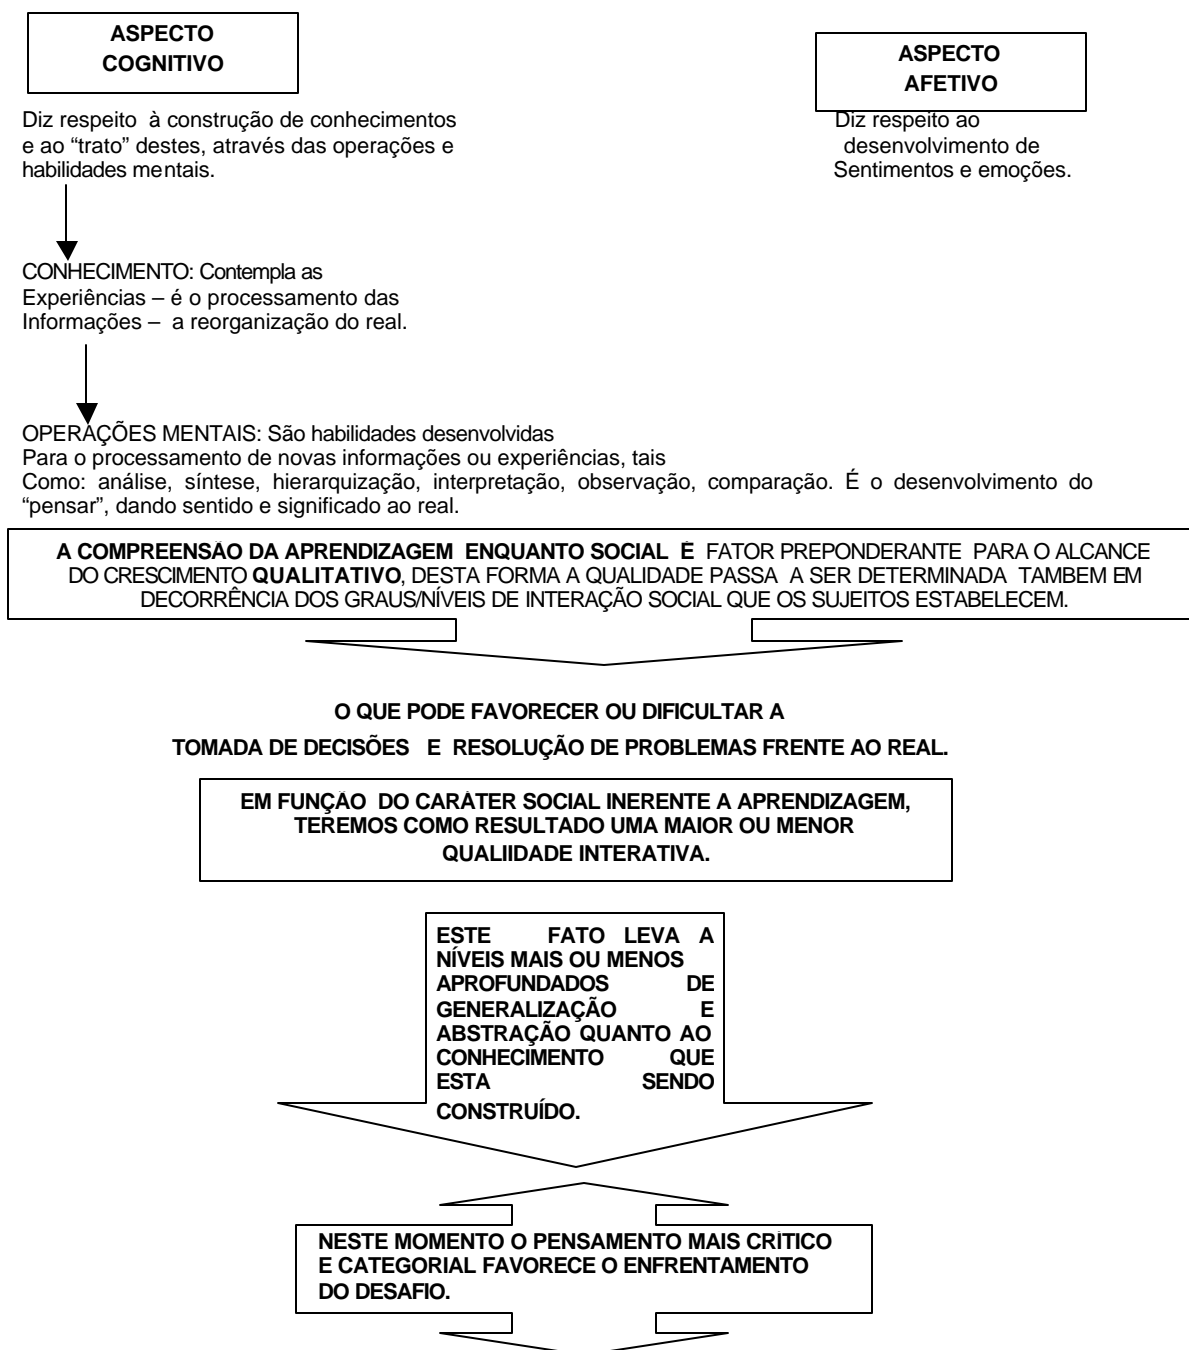 ASPECTO
COGNITIVO
ASPECTO
AFETIVO
Diz respeito à construção de conhecimentos
e ao “trato” destes, através das operações e
habilidades mentais.
Diz respeito ao
desenvolvimento de
Sentimentos e emoções.
CONHECIMENTO: Contempla as
Experiências – é o processamento das
Informações – a reorganização do real.
OPERAÇÕES MENTAIS: São habilidades desenvolvidas
Para o processamento de novas informações ou experiências, tais
Como: análise, síntese, hierarquização, interpretação, observação, comparação. É o desenvolvimento do
“pensar”, dando sentido e significado ao real.
A COMPREENSÃO DA APRENDIZAGEM ENQUANTO SOCIAL É FATOR PREPONDERANTE PARA O ALCANCE
DO CRESCIMENTO QUALITATIVO, DESTA FORMA A QUALIDADE PASSA A SER DETERMINADA TAMBEM EM
DECORRÊNCIA DOS GRAUS/NÍVEIS DE INTERAÇÃO SOCIAL QUE OS SUJEITOS ESTABELECEM.
O QUE PODE FAVORECER OU DIFICULTAR A
TOMADA DE DECISÕES E RESOLUÇÃO DE PROBLEMAS FRENTE AO REAL.
EM FUNÇÃO DO CARÁTER SOCIAL INERENTE A APRENDIZAGEM,
TEREMOS COMO RESULTADO UMA MAIOR OU MENOR
QUALIIDADE INTERATIVA.
ESTE FATO LEVA A
NÍVEIS MAIS OU MENOS
APROFUNDADOS DE
GENERALIZAÇÃO E
ABSTRAÇÃO QUANTO AO
CONHECIMENTO QUE
ESTA SENDO
CONSTRUÍDO.
NESTE MOMENTO O PENSAMENTO MAIS CRÍTICO
E CATEGORIAL FAVORECE O ENFRENTAMENTO
DO DESAFIO.